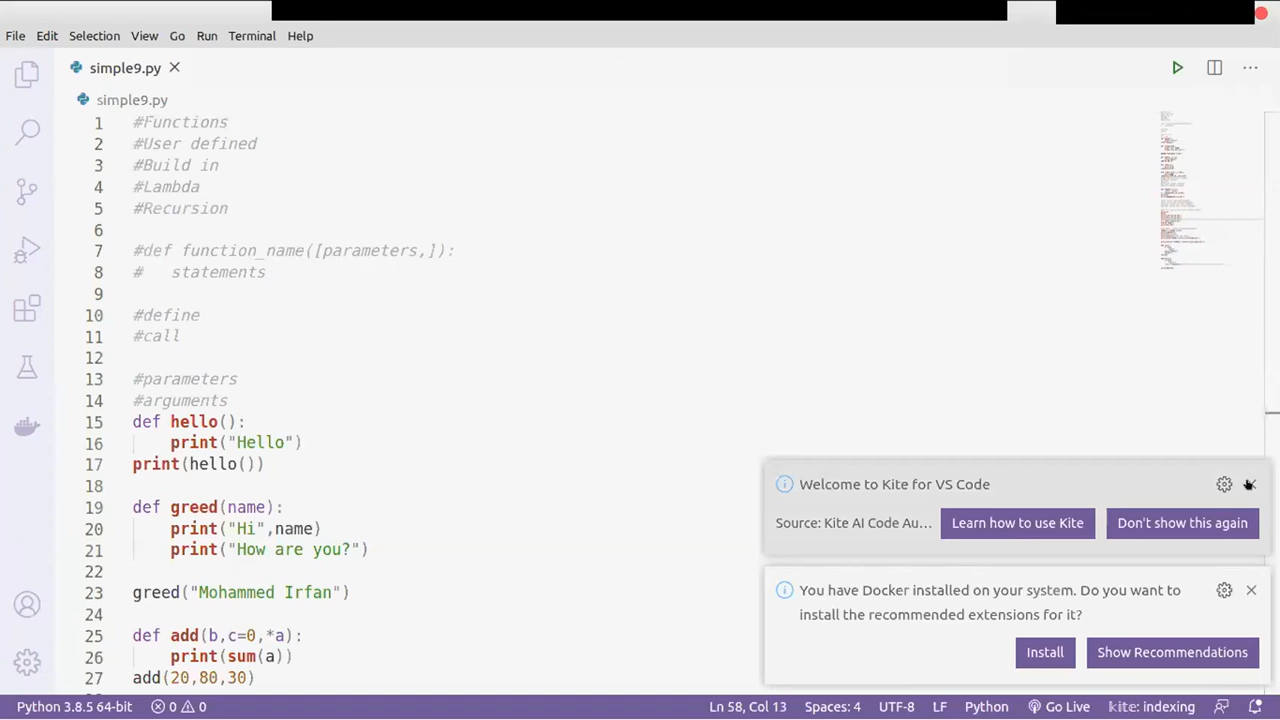 File Edit Selection View Go Run Terminal Help
simple9.py
simple9.py
1 #Functions
2 #User defined
3 #Build in
4 #Lambda
5 #Recursion
6
7 #def function_name([parameters,]):
8 #   statements
9
10 #define
11 #call
12
13 #parameters
14 #arguments
15 def hello():
16     print("Hello")
17 print(hello())
18
19 def greed(name):
20     print("Hi",name)
21     print("How are you?")
22
23 greed("Mohammed Irfan")
24
25 def add(b,c=0,*a):
26     print(sum(a))
27 add(20,80,30)
Welcome to Kite for VS Code
Source: Kite AI Code Au... Learn how to use Kite Don't show this again
You have Docker installed on your system. Do you want to
install the recommended extensions for it?
Install Show Recommendations
Python 3.8.5 64-bit 0 0 Ln 58, Col 13 Spaces: 4 UTF-8 LF Python Go Live kite: indexing